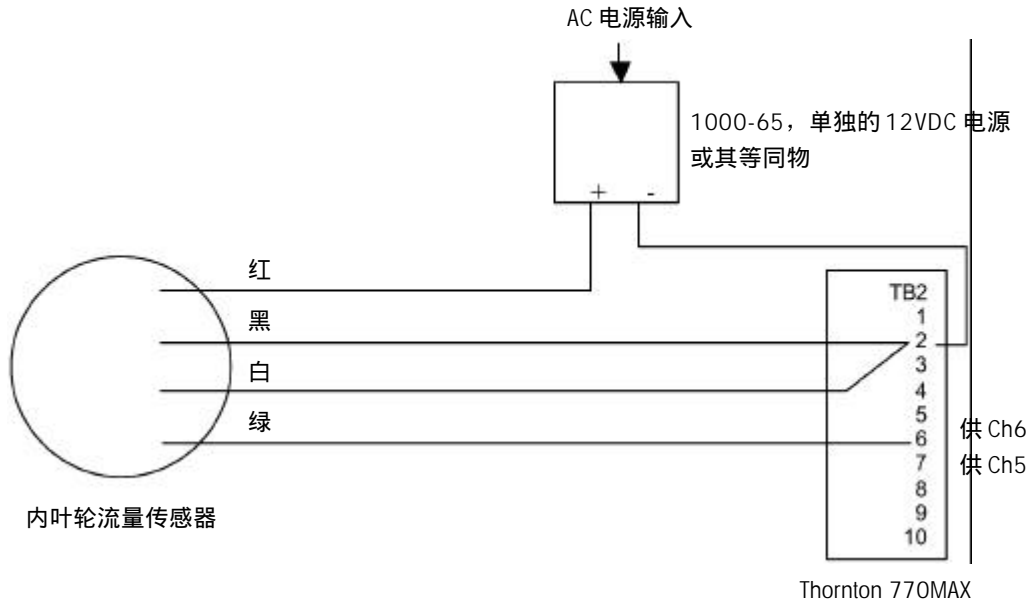 AC 电源输入
1000-65，单独的 12VDC 电源
或其等同物
+ -
红
黑
白
绿
内叶轮流量传感器
TB2
1
2
3
4
5
6 供 Ch6
7 供 Ch5
8
9
10
Thornton 770MAX